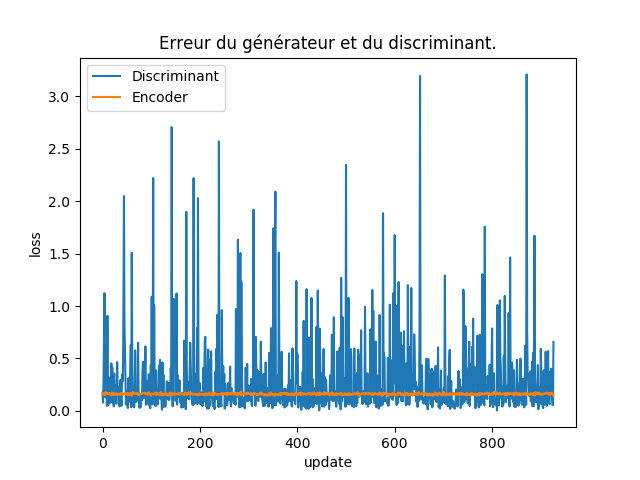 Erreur du générateur et du discriminant.
Discriminant
Encoder
3.0
2.5
2.0
1.5
1.0
0.5
0.0
loss
0 200 400 600 800
update